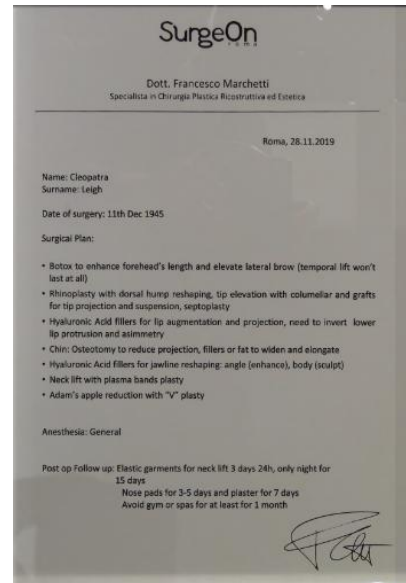 SurgeOn
roma
Dott. Francesco Marchetti
Specialista in Chirurgia Plastica Ricostruttiva ed Estetica
Roma, 28.11.2019
Name: Cleopatra
Surname: Leigh
Date of surgery: 11th Dec 1945
Surgical Plan:
• Botox to enhance forehead's length and elevate lateral brow (temporal lift won't
last at all)
• Rhinoplasty with dorsal hump reshaping, tip elevation with columellar and grafts
for tip projection and suspension, septoplasty
• Hyaluronic Acid fillers for lip augmentation and projection, need to invert lower
lip protrusion and asimmetry
• Chin: Osteotomy to reduce projection, fillers or fat to widen and elongate
• Hyaluronic Acid fillers for jawline reshaping: angle (enhance), body (sculpt)
• Neck lift with plasma bands plasty
• Adam's apple reduction with "V" plasty
Anesthesia: General
Post op Follow up: Elastic garments for neck lift 3 days 24h, only night for
15 days
Nose pads for 3-5 days and plaster for 7 days
Avoid gym or spas for at least for 1 month